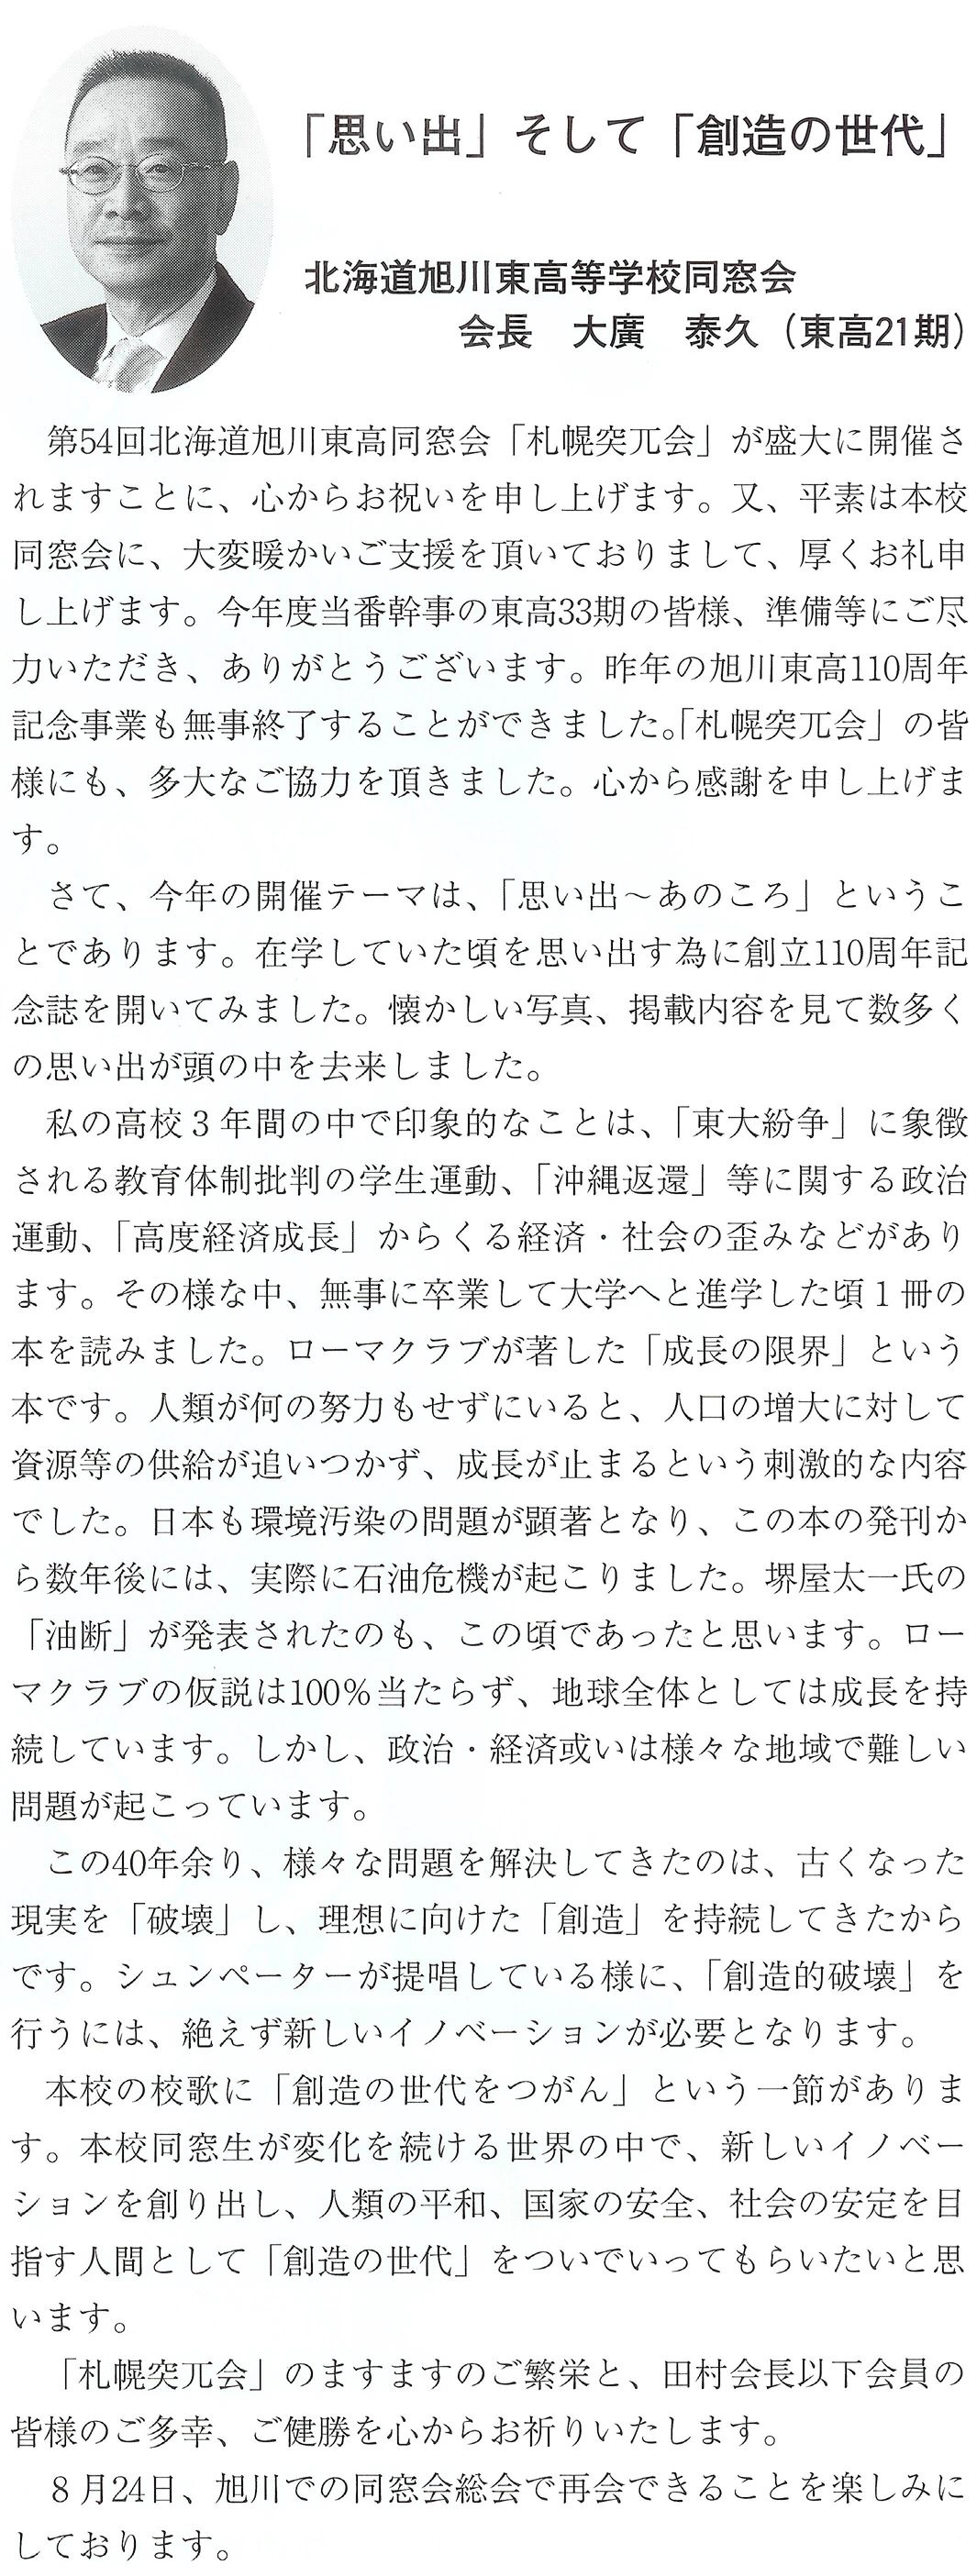 「思い出」そして「創造の世代」
北海道旭川東高等学校同窓会
会長　大廣　泰久（東高21期）
　第54回北海道旭川東高同窓会「札幌突兀会」が盛大に開催さ
れますことに、心からお祝いを申し上げます。又、平素は本校
同窓会に、大変暖かいご支援を頂いておりまして、厚くお礼申
し上げます。今年度当番幹事の東高33期の皆様、準備等にご尽
力いただき、ありがとうございます。昨年の旭川東高110周年
記念事業も無事終了することができました。「札幌突兀会」の皆
様にも、多大なご協力を頂きました。心から感謝を申し上げま
す。
　さて、今年の開催テーマは、「思い出～あのころ」というこ
とであります。在学していた頃を思い出す為に創立110周年記
念誌を開いてみました。懐かしい写真、掲載内容を見て数多く
の思い出が頭の中を去来しました。
　私の高校３年間の中で印象的なことは、「東大紛争」に象徴
される教育体制批判の学生運動、「沖縄返還」等に関する政治
運動、「高度経済成長」からくる経済・社会の歪みなどがあり
ます。その様な中、無事に卒業して大学へと進学した頃１冊の
本を読みました。ローマクラブが著した「成長の限界」という
本です。人類が何の努力もせずにいると、人口の増大に対して
資源等の供給が追いつかず、成長が止まるという刺激的な内容
でした。日本も環境汚染の問題が顕著となり、この本の発刊か
ら数年後には、実際に石油危機が起こりました。堺屋太一氏の
「油断」が発表されたのも、この頃であったと思います。ロー
マクラブの仮説は100％当たらず、地球全体としては成長を持
続しています。しかし、政治・経済或いは様々な地域で難しい
問題が起こっています。
　この40年余り、様々な問題を解決してきたのは、古くなった
現実を「破壊」し、理想に向けた「創造」を持続してきたから
です。シュンペーターが提唱している様に、「創造的破壊」を
行うには、絶えず新しいイノベーションが必要となります。
　本校の校歌に「創造の世代をつがん」という一節がありま
す。本校同窓生が変化を続ける世界の中で、新しいイノベー
ションを創り出し、人類の平和、国家の安全、社会の安定を目
指す人間として「創造の世代」をついでいってもらいたいと思
います。
　「札幌突兀会」のますますのご繁栄と、田村会長以下会員の
皆様のご多幸、ご健勝を心からお祈りいたします。
　８月24日、旭川での同窓会総会で再会できることを楽しみに
しております。